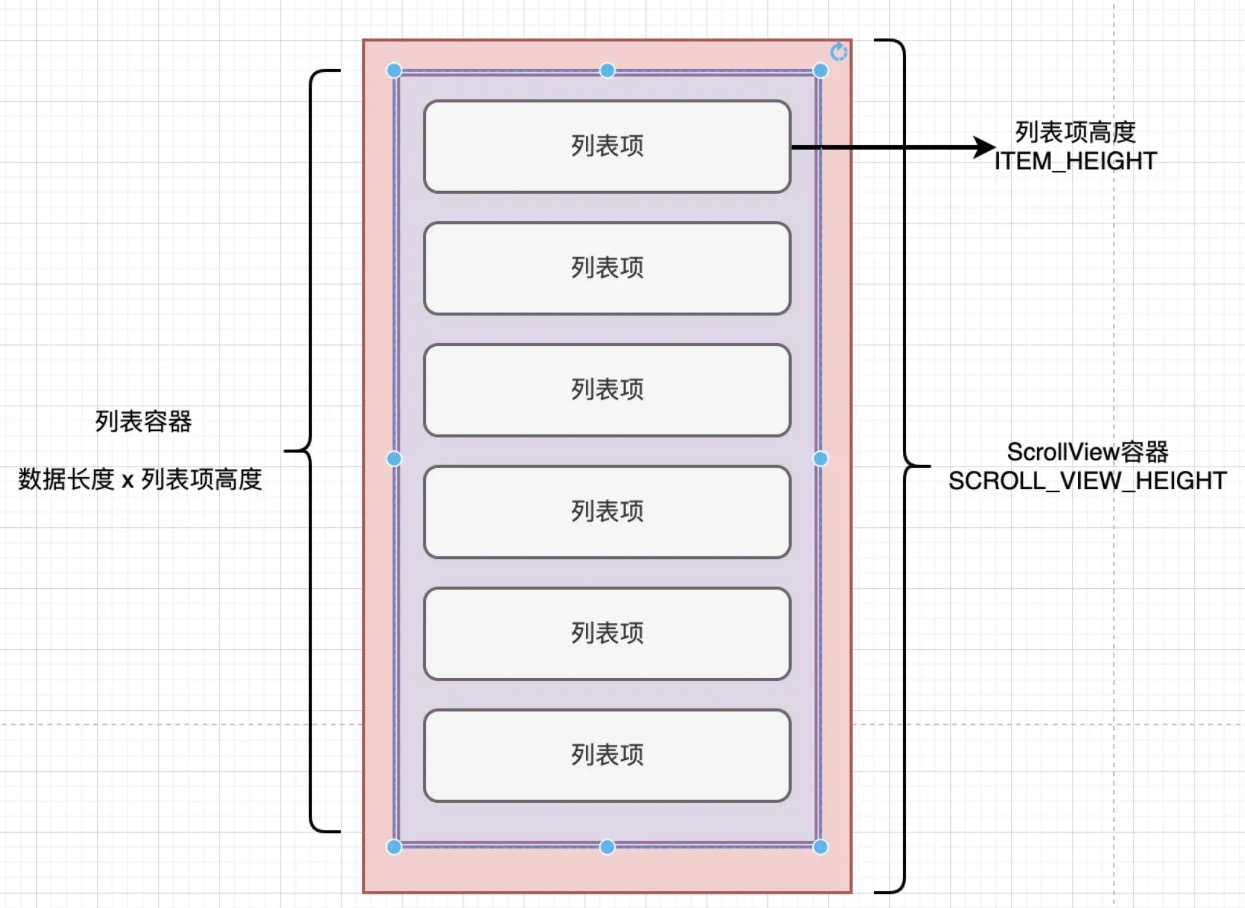 列表项
列表项高度
ITEM_HEIGHT
列表项
列表项
列表容器
数据长度 x 列表项高度
ScrollView容器
SCROLL_VIEW_HEIGHT
列表项
列表项
列表项